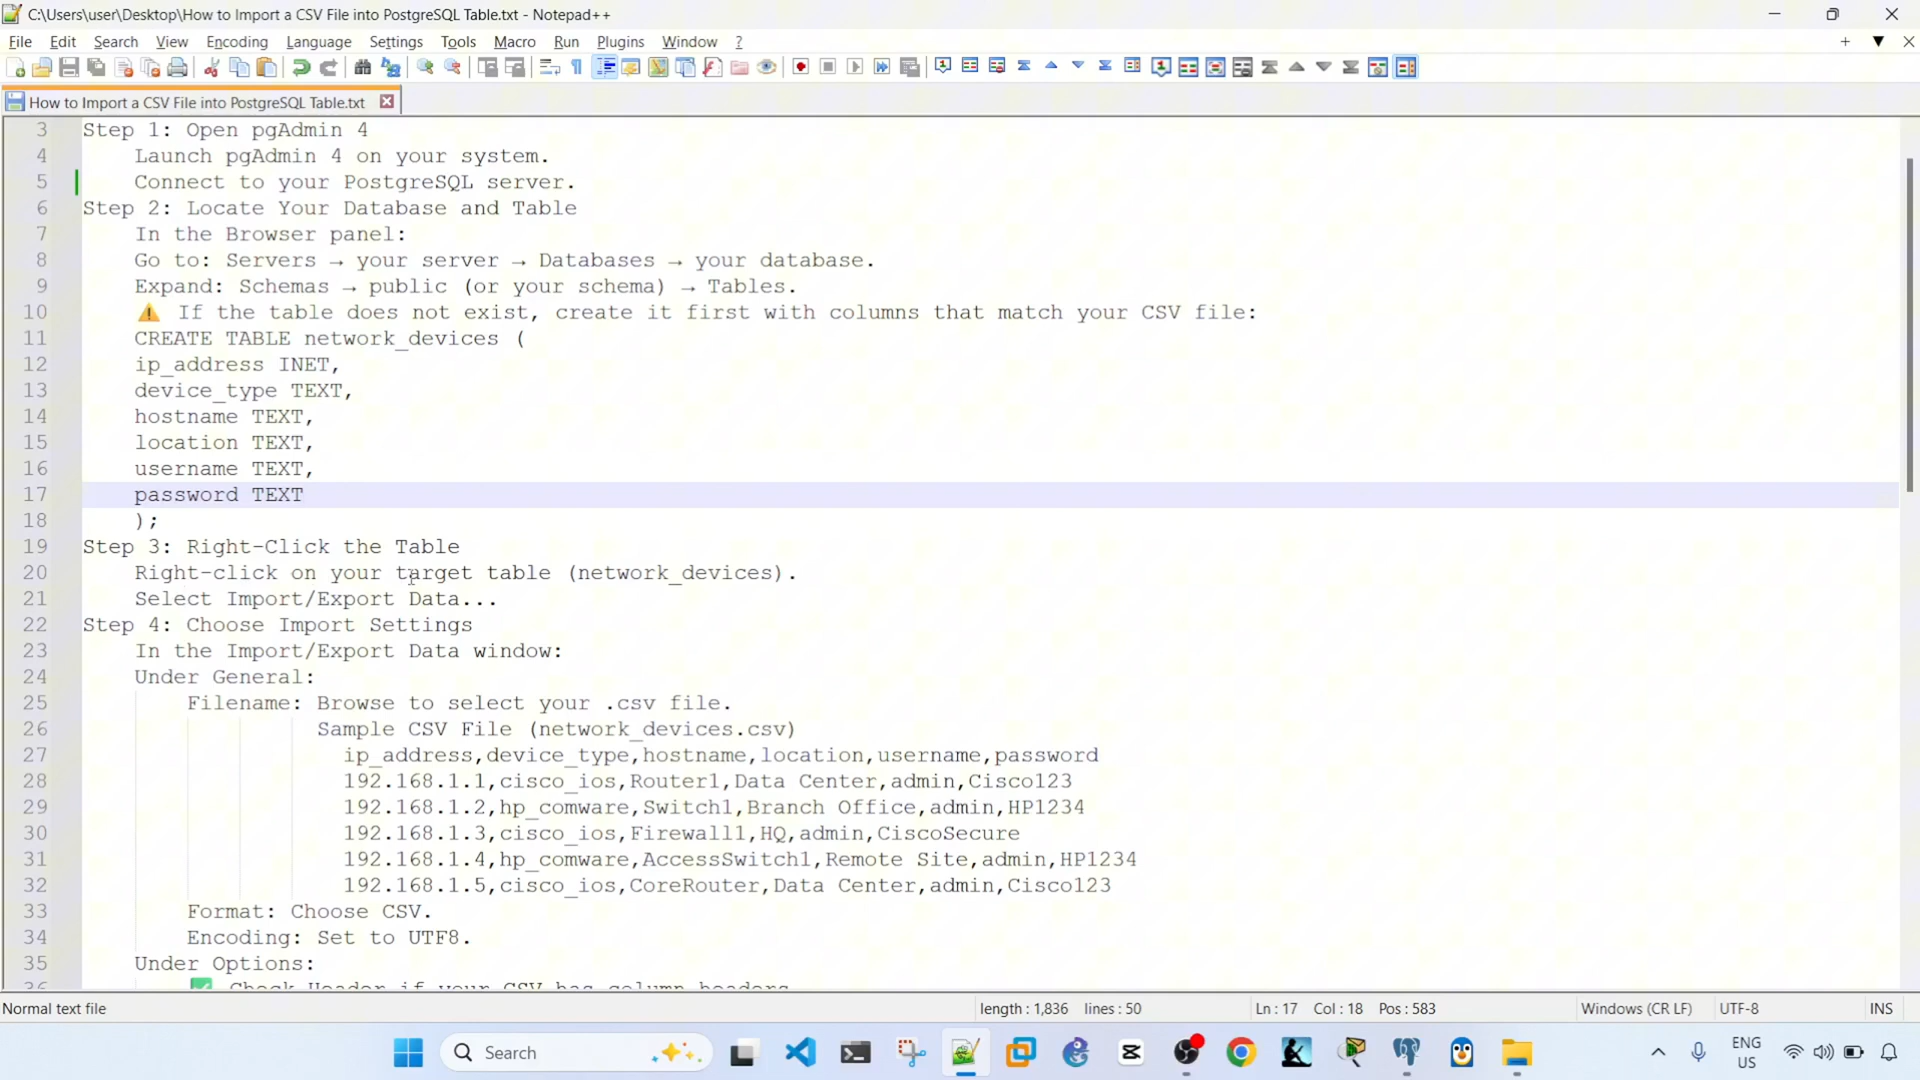 C:\Users\user\Desktop\How to Import a CSV File into PostgreSQL Table.txt - Notepad++
File Edit Search View Encoding Language Settings Tools Macro Run Plugins Window ?
How to Import a CSV File into PostgreSQL Table.txt
3 Step 1: Open pgAdmin 4
4 Launch pgAdmin 4 on your system.
5 Connect to your PostgreSQL server.
6 Step 2: Locate Your Database and Table
7 In the Browser panel:
8 Go to: Servers → your server → Databases → your database.
9 Expand: Schemas → public (or your schema) → Tables.
10 ⚠️ If the table does not exist, create it first with columns that match your CSV file:
11 CREATE TABLE network_devices (
12 ip_address INET,
13 device_type TEXT,
14 hostname TEXT,
15 location TEXT,
16 username TEXT,
17 password TEXT
18 );
19 Step 3: Right-Click the Table
20 Right-click on your target table (network_devices).
21 Select Import/Export Data...
22 Step 4: Choose Import Settings
23 In the Import/Export Data window:
24 Under General:
25 Filename: Browse to select your .csv file.
26 Sample CSV File (network_devices.csv)
27 ip_address,device_type,hostname,location,username,password
28 192.168.1.1,cisco_ios,Router1,Data Center,admin,Cisco123
29 192.168.1.2,hp_comware,Switch1,Branch Office,admin,HP1234
30 192.168.1.3,cisco_ios,Firewall1,HQ,admin,CiscoSecure
31 192.168.1.4,hp_comware,AccessSwitch1,Remote Site,admin,HP1234
32 192.168.1.5,cisco_ios,CoreRouter,Data Center,admin,Cisco123
33 Format: Choose CSV.
34 Encoding: Set to UTF8.
35 Under Options:
36 ✅ Check Header if your CSV has column headers
Normal text file length : 1,836 lines : 50 Ln : 17 Col : 18 Pos : 583 Windows (CR LF) UTF-8 INS
Search
ENG
US